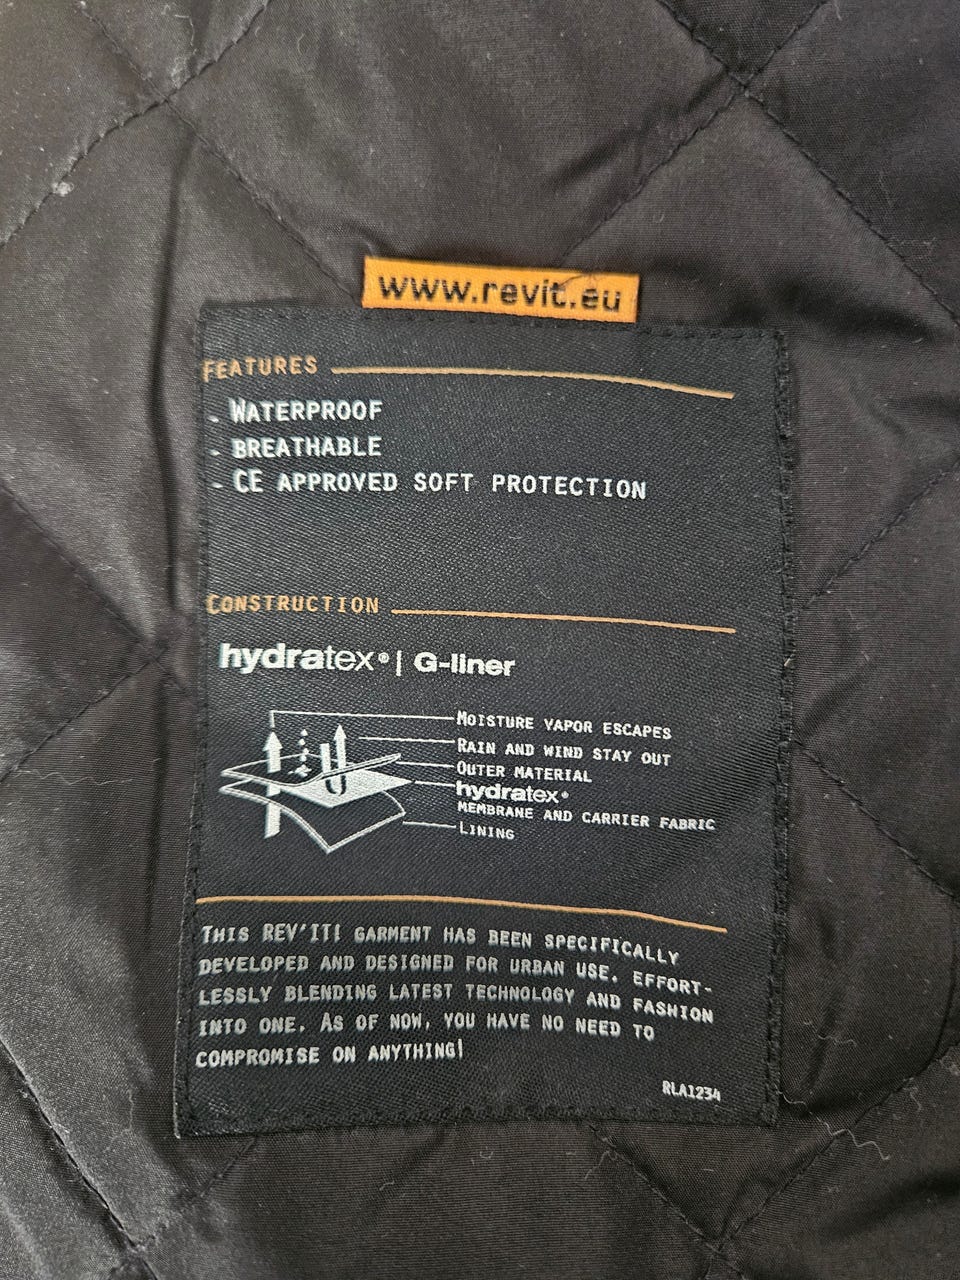 www.revit.eu
FEATURES
- WATERPROOF
- BREATHABLE
- CE APPROVED SOFT PROTECTION
CONSTRUCTION
hydratex® | G-liner
MOISTURE VAPOR ESCAPES
RAIN AND WIND STAY OUT
OUTER MATERIAL
hydratex®
MEMBRANE AND CARRIER FABRIC
LINING
THIS REV'IT! GARMENT HAS BEEN SPECIFICALLY
DEVELOPED AND DESIGNED FOR URBAN USE. EFFORT-
LESSLY BLENDING LATEST TECHNOLOGY AND FASHION
INTO ONE. AS OF NOW, YOU HAVE NO NEED TO
COMPROMISE ON ANYTHING!
RLA1234